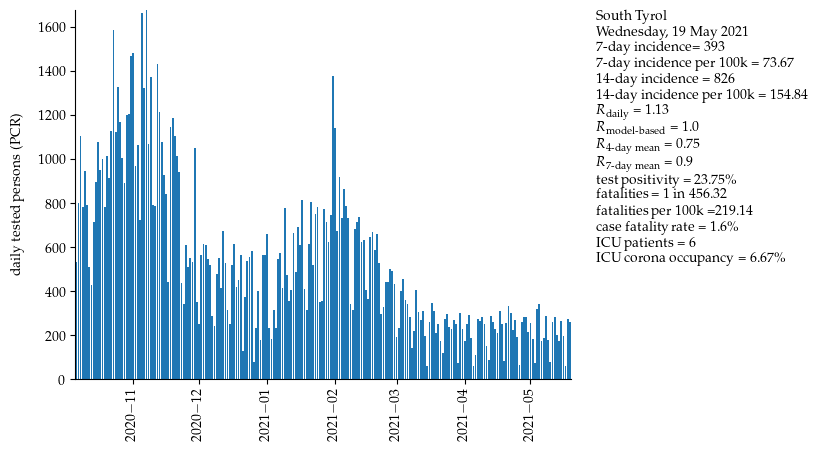 1600
1400
1200
1000
800
600
400
200
0
daily tested persons (PCR)
2020−11
2020−12
2021−01
2021−02
2021−03
2021−04
2021−05
South Tyrol
Wednesday, 19 May 2021
7-day incidence= 393
7-day incidence per 100k = 73.67
14-day incidence = 826
14-day incidence per 100k = 154.84
R daily = 1.13
R model-based = 1.0
R 4-day mean = 0.75
R 7-day mean = 0.9
test positivity = 23.75%
fatalities = 1 in 456.32
fatalities per 100k =219.14
case fatality rate = 1.6%
ICU patients = 6
ICU corona occupancy = 6.67%